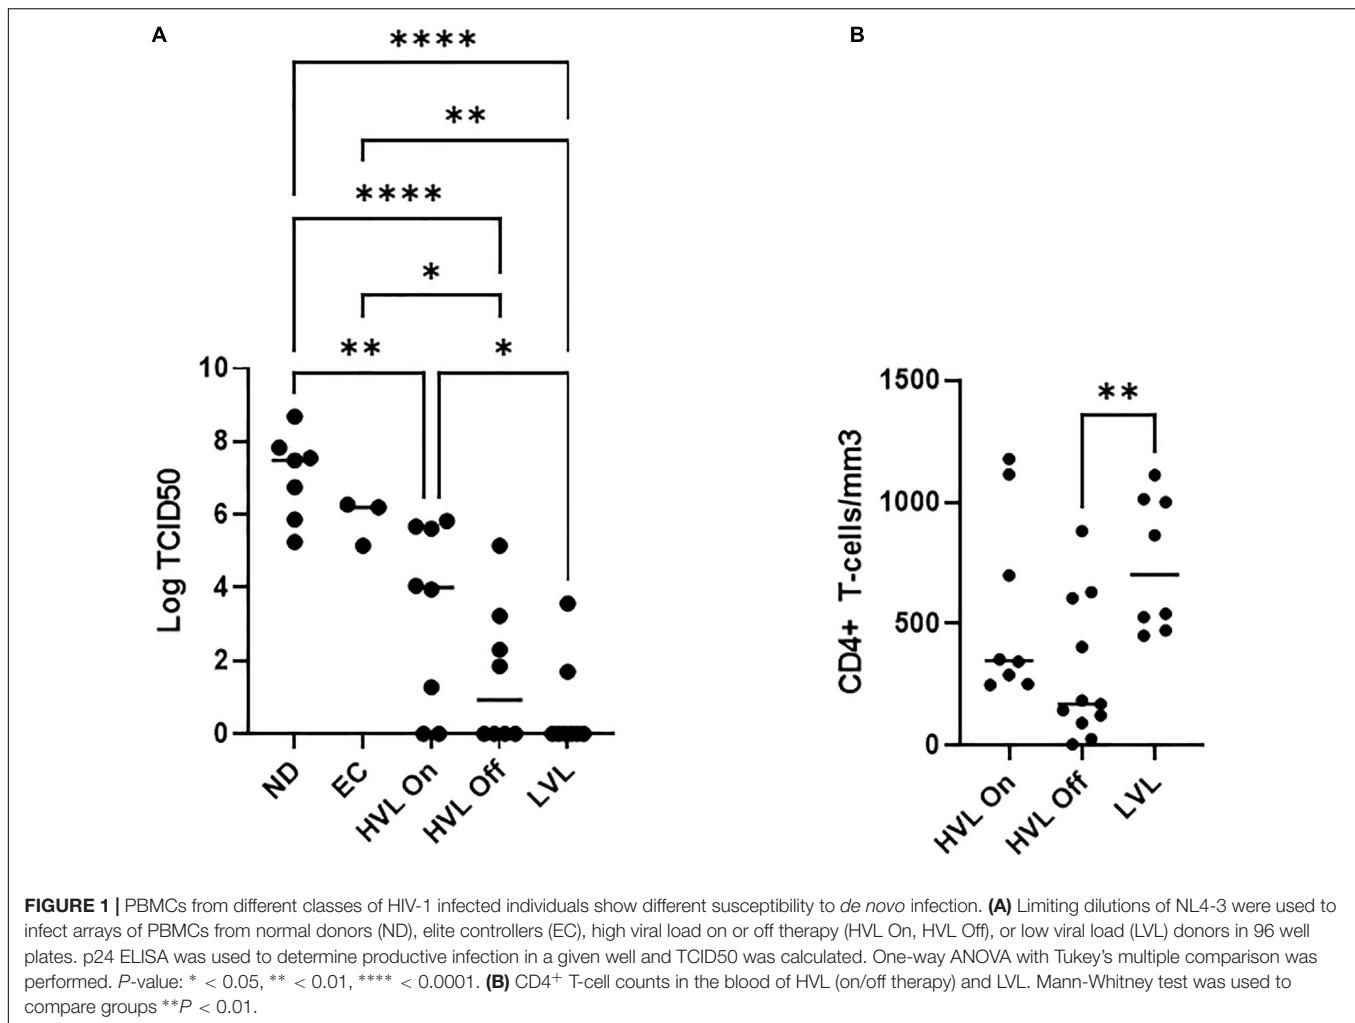 A
B
****
**
****
*
**
*
10
8
6
4
2
0
Log TCID50
ND
EC
HVL On
HVL Off
LVL
1500
1000
500
0
CD4+ T-cells/mm3
**
HVL On
HVL Off
LVL
FIGURE 1 | PBMCs from different classes of HIV-1 infected individuals show different susceptibility to de novo infection. (A) Limiting dilutions of NL4-3 were used to
infect arrays of PBMCs from normal donors (ND), elite controllers (EC), high viral load on or off therapy (HVL On, HVL Off), or low viral load (LVL) donors in 96 well
plates. p24 ELISA was used to determine productive infection in a given well and TCID50 was calculated. One-way ANOVA with Tukey's multiple comparison was
performed. P-value: * < 0.05, ** < 0.01, **** < 0.0001. (B) CD4⁺ T-cell counts in the blood of HVL (on/off therapy) and LVL. Mann-Whitney test was used to
compare groups **P < 0.01.